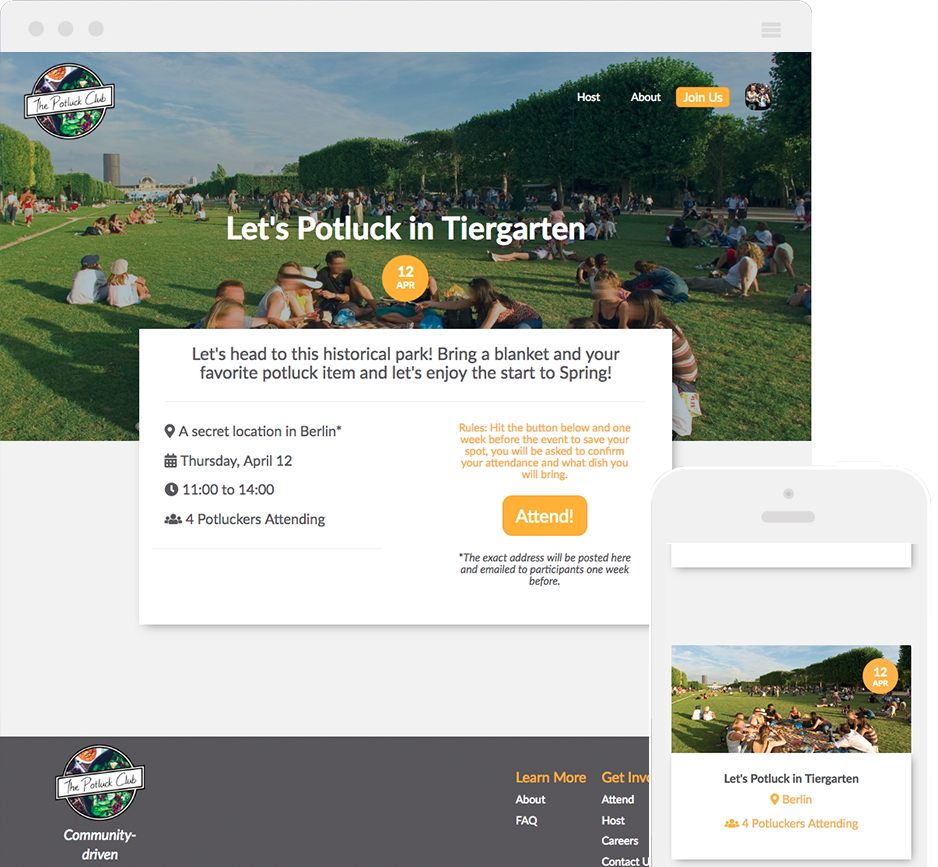 The Potluck Club
Host
About
Join Us
Let's Potluck in Tiergarten
12
APR
Let's head to this historical park! Bring a blanket and your
favorite potluck item and let's enjoy the start to Spring!
A secret location in Berlin*
Thursday, April 12
11:00 to 14:00
4 Potluckers Attending
Rules: Hit the button below and one
week before the event to save your
spot, you will be asked to confirm
your attendance and what dish you
will bring.
Attend!
*The exact address will be posted here
and emailed to participants one week
before.
The Potluck Club
Community-
driven
Learn More
About
FAQ
Get Invo
Attend
Host
Careers
Contact U
12
APR
Let's Potluck in Tiergarten
Berlin
4 Potluckers Attending